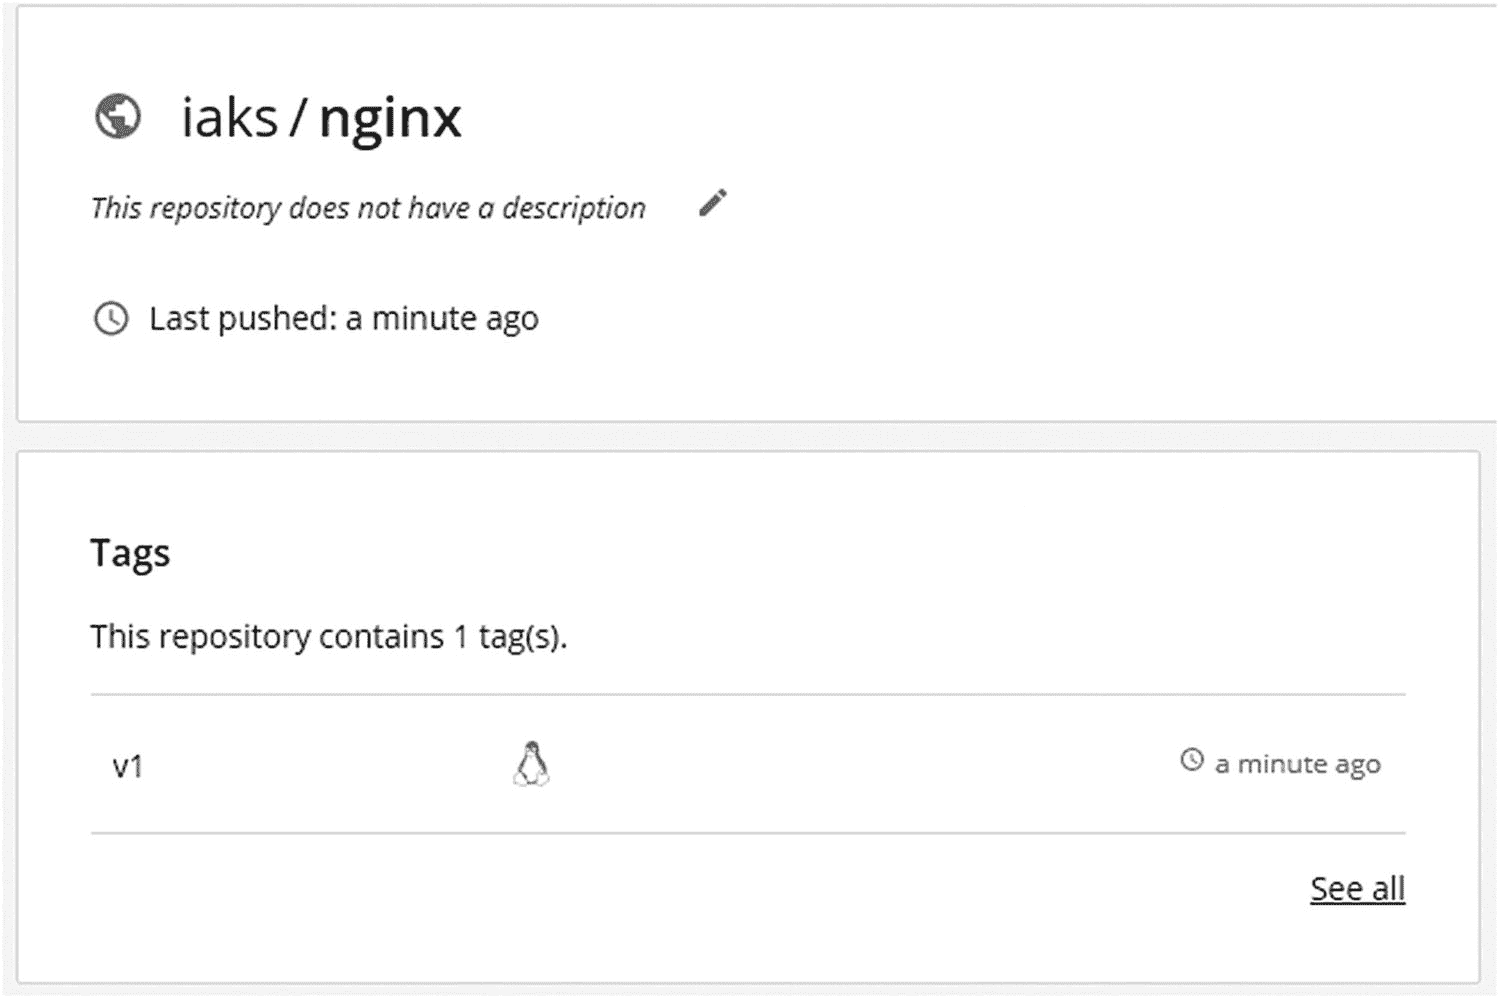 iaks / nginx
This repository does not have a description
Last pushed: a minute ago
Tags
This repository contains 1 tag(s).
v1 a minute ago
See all